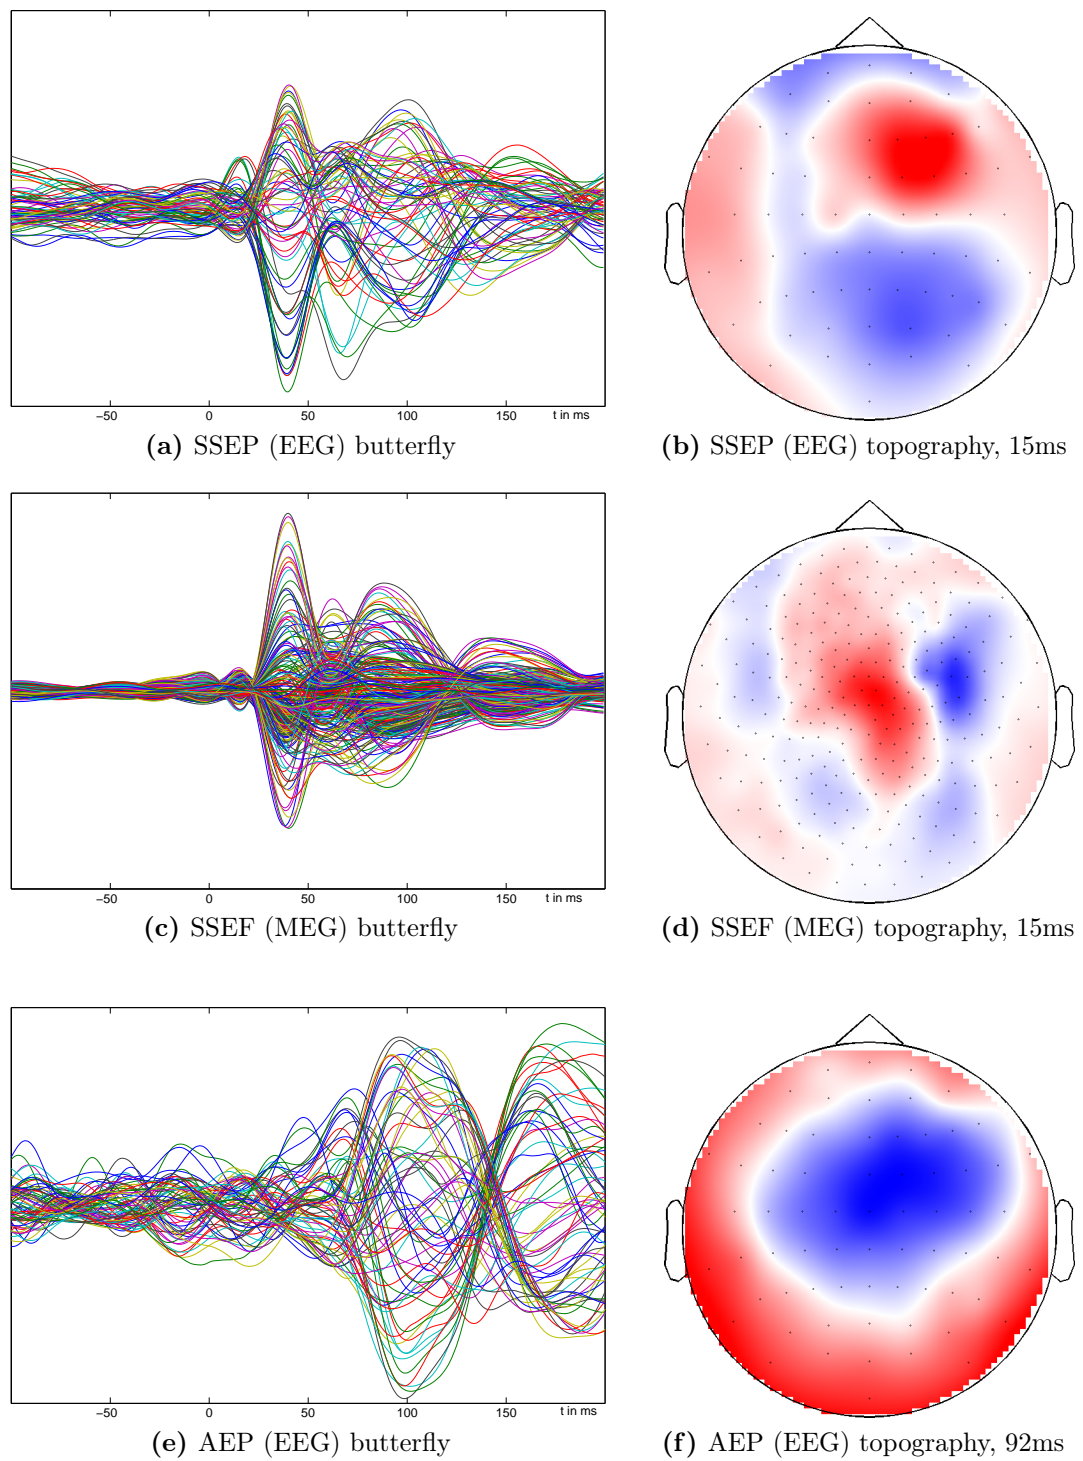 −50 0 50 100 150 t in ms
(a) SSEP (EEG) butterfly
(b) SSEP (EEG) topography, 15ms
−50 0 50 100 150 t in ms
(c) SSEF (MEG) butterfly
(d) SSEF (MEG) topography, 15ms
−50 0 50 100 150 t in ms
(e) AEP (EEG) butterfly
(f) AEP (EEG) topography, 92ms